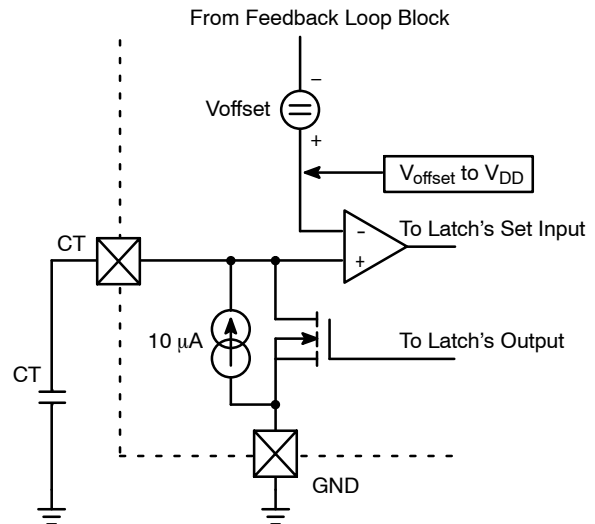 From Feedback Loop Block
−
Voffset
+
Voffset to VDD
CT
−
To Latch's Set Input
+
10 μA
To Latch's Output
CT
GND